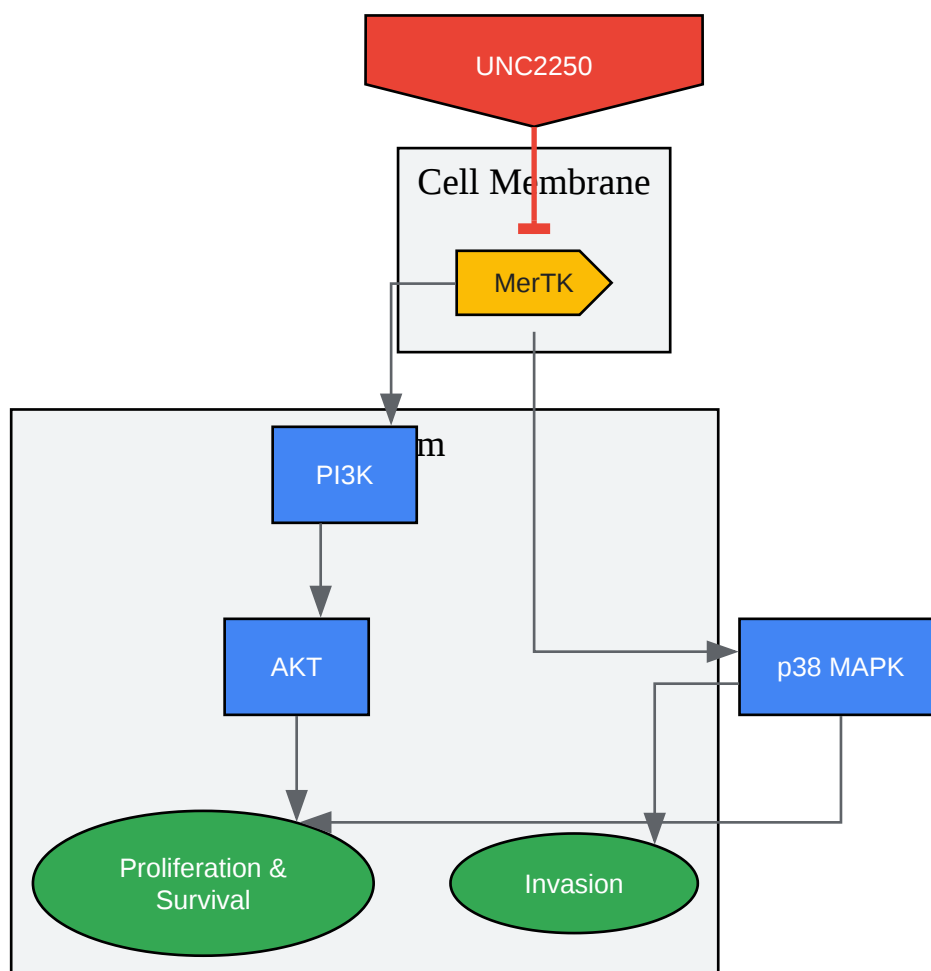 UNC2250
Cell Membrane
MerTK
PI3K
AKT
p38 MAPK
Proliferation &
Survival
Invasion